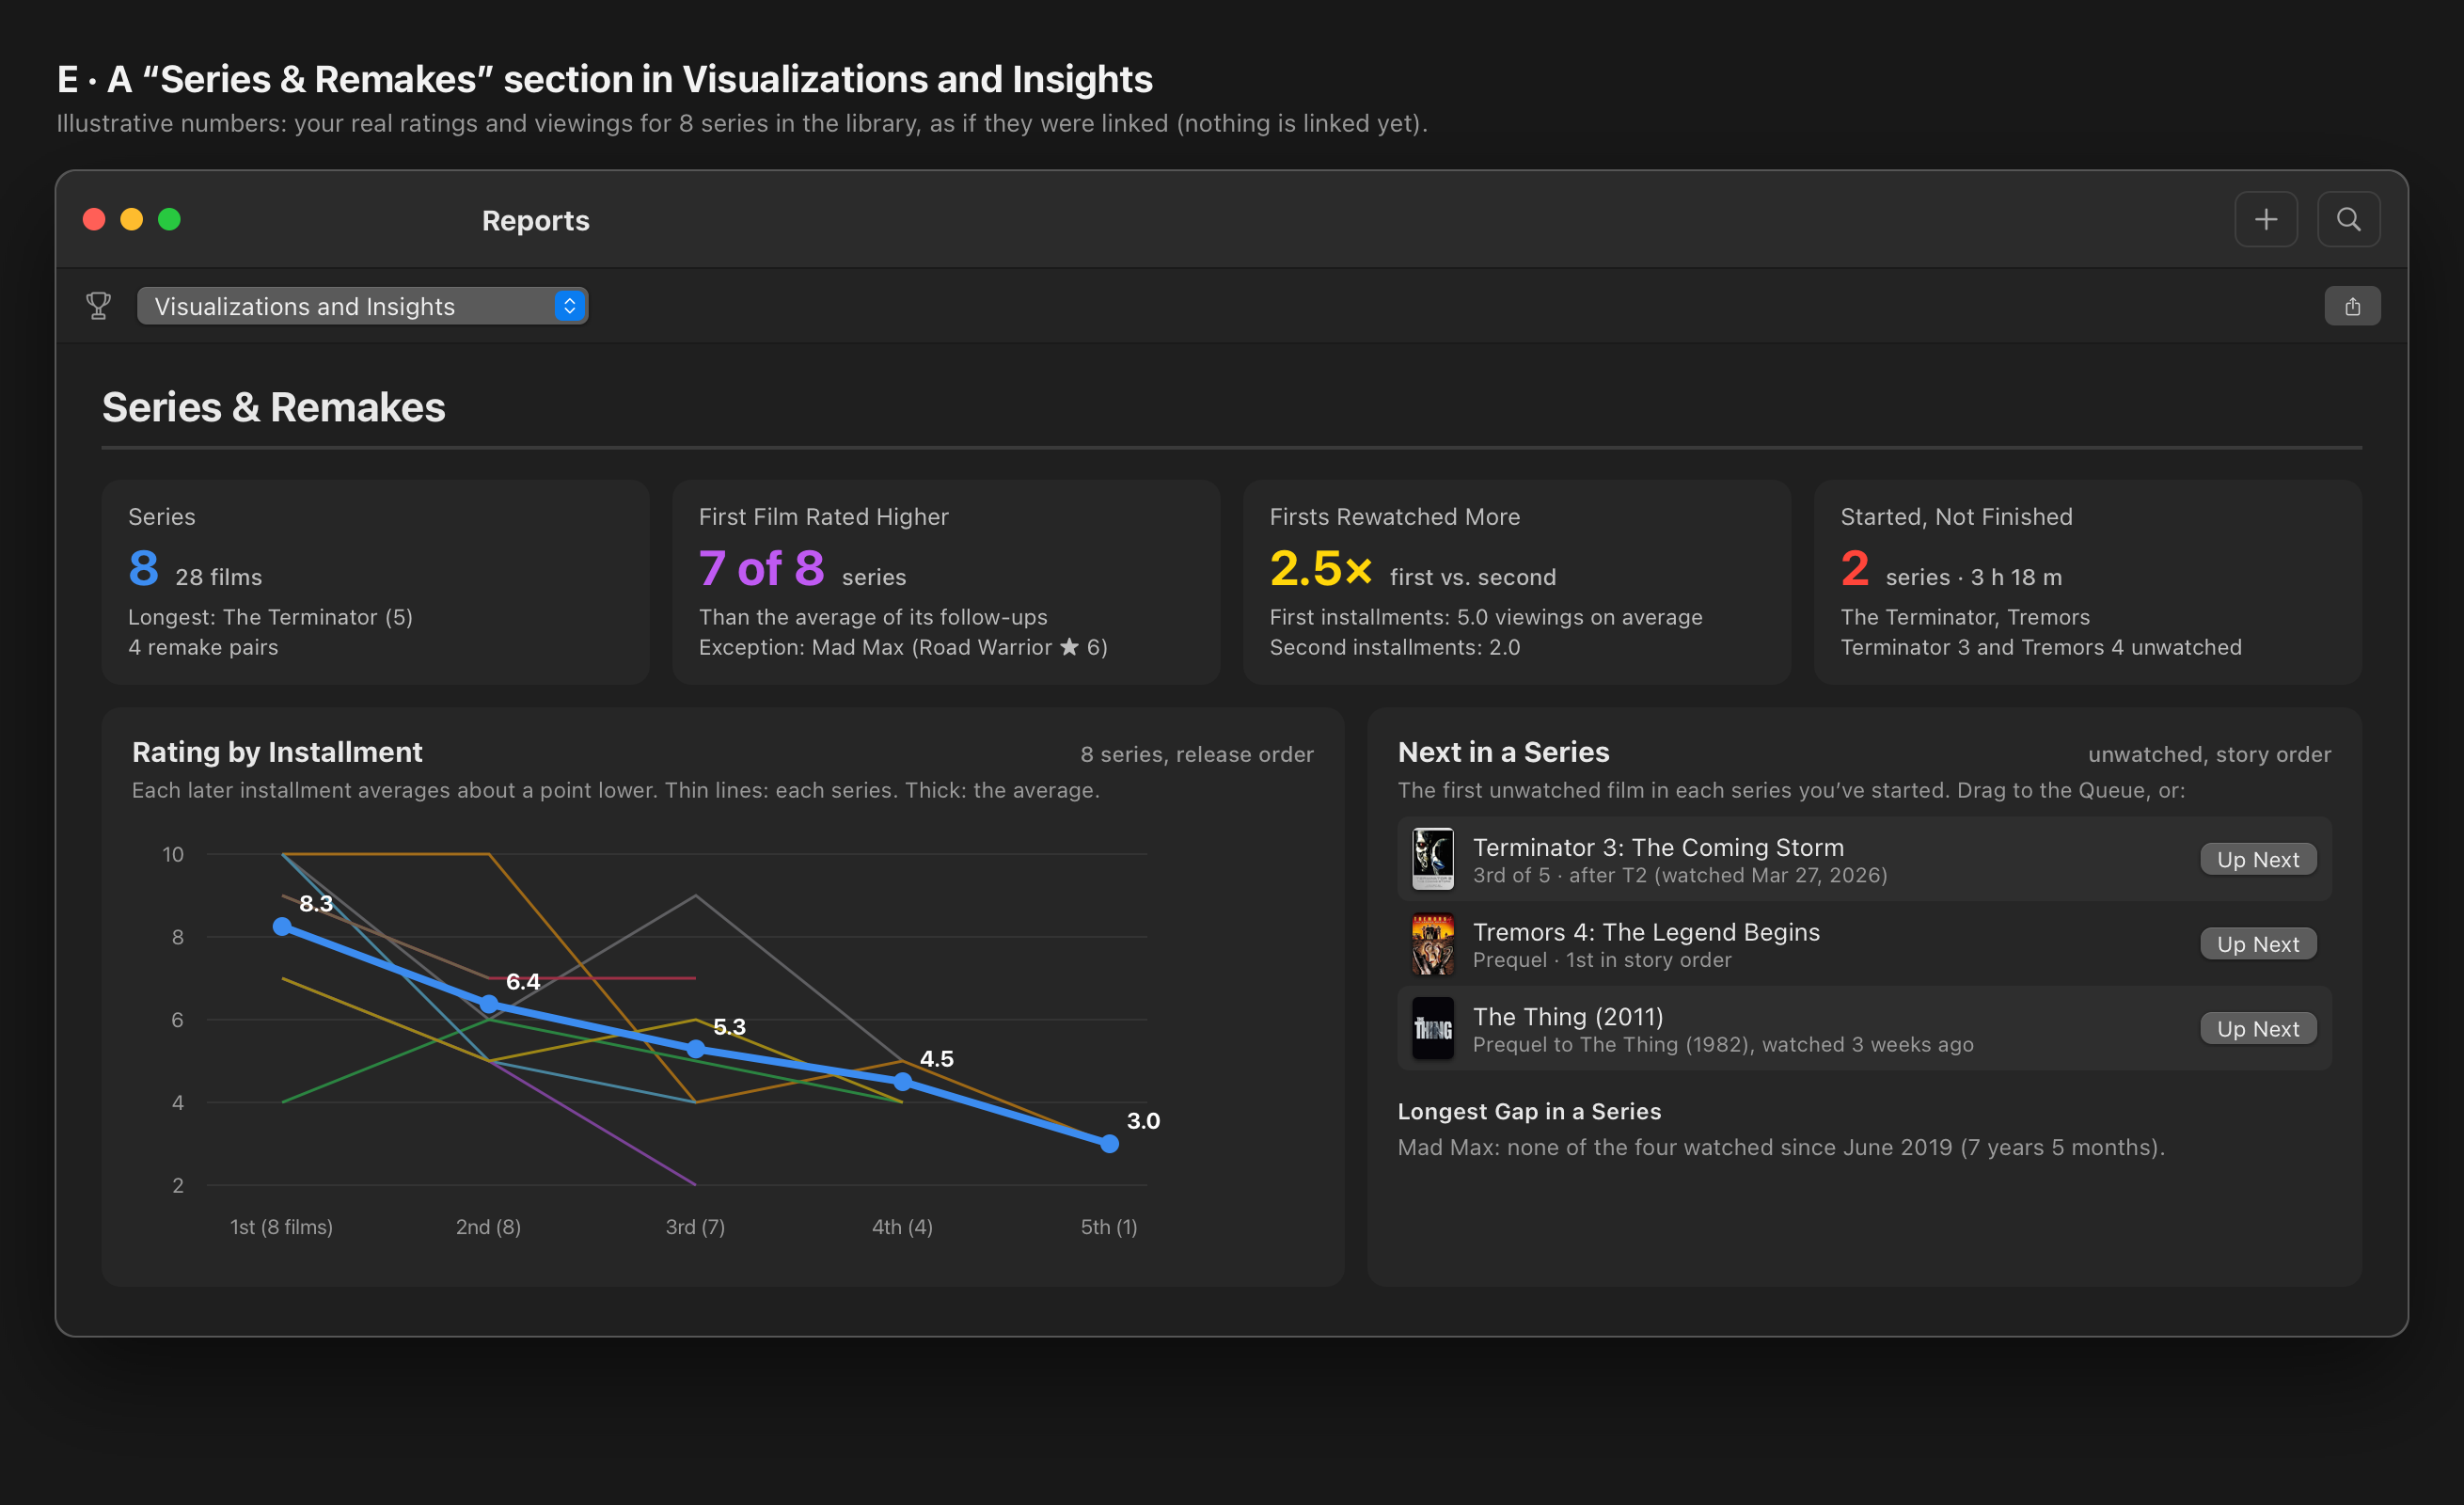 E · A “Series & Remakes” section in Visualizations and Insights
Illustrative numbers: your real ratings and viewings for 8 series in the library, as if they were linked (nothing is linked yet).
Reports
Visualizations and Insights
Series & Remakes
Series
8 28 films
Longest: The Terminator (5)
4 remake pairs
First Film Rated Higher
7 of 8 series
Than the average of its follow-ups
Exception: Mad Max (Road Warrior ★ 6)
Firsts Rewatched More
2.5× first vs. second
First installments: 5.0 viewings on average
Second installments: 2.0
Started, Not Finished
2 series · 3 h 18 m
The Terminator, Tremors
Terminator 3 and Tremors 4 unwatched
Rating by Installment
8 series, release order
Each later installment averages about a point lower. Thin lines: each series. Thick: the average.
10
8
6
4
2
8.3
6.4
5.3
4.5
3.0
1st (8 films)
2nd (8)
3rd (7)
4th (4)
5th (1)
Next in a Series
unwatched, story order
The first unwatched film in each series you’ve started. Drag to the Queue, or:
Terminator 3: The Coming Storm
3rd of 5 · after T2 (watched Mar 27, 2026)
Up Next
TREMORS
Tremors 4: The Legend Begins
Prequel · 1st in story order
Up Next
THE THING
The Thing (2011)
Prequel to The Thing (1982), watched 3 weeks ago
Up Next
Longest Gap in a Series
Mad Max: none of the four watched since June 2019 (7 years 5 months).